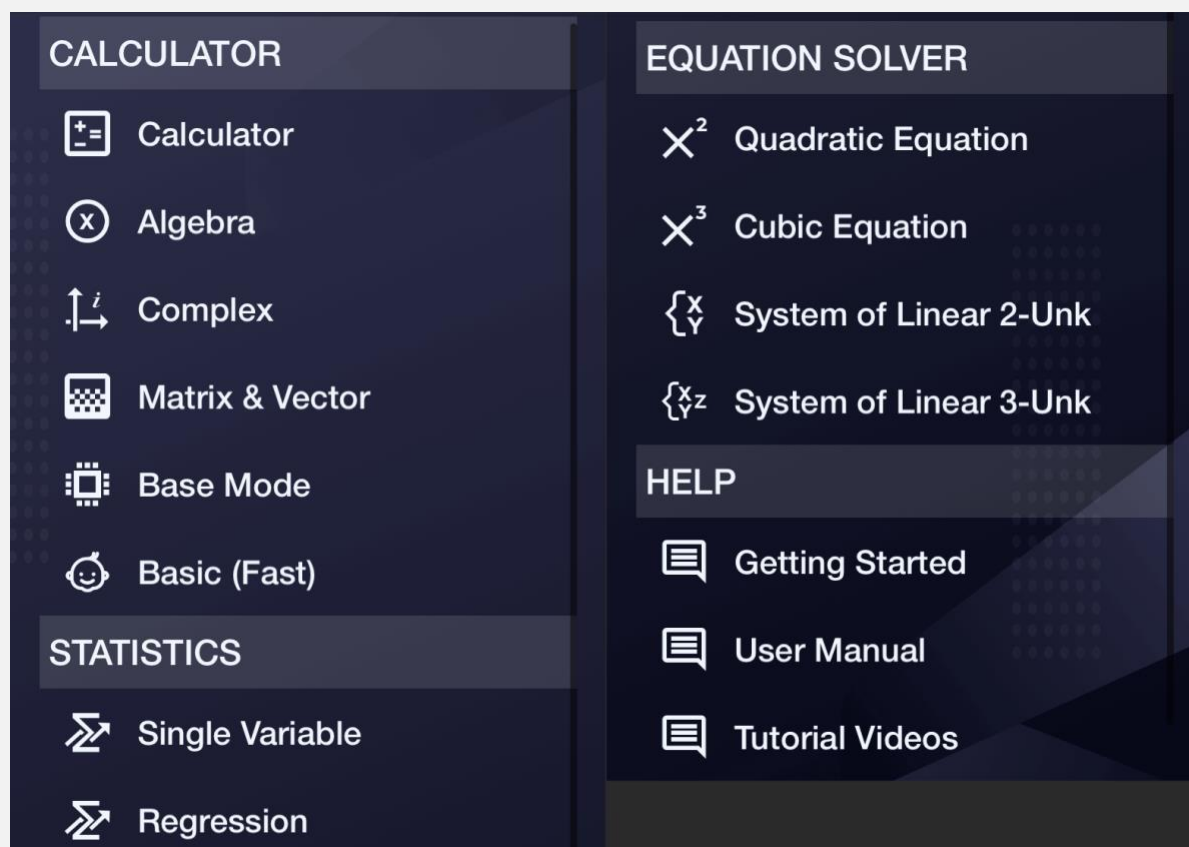 CALCULATOR
Calculator
Algebra
Complex
Matrix & Vector
Base Mode
Basic (Fast)
STATISTICS
Single Variable
Regression
EQUATION SOLVER
Quadratic Equation
Cubic Equation
System of Linear 2-Unk
System of Linear 3-Unk
HELP
Getting Started
User Manual
Tutorial Videos